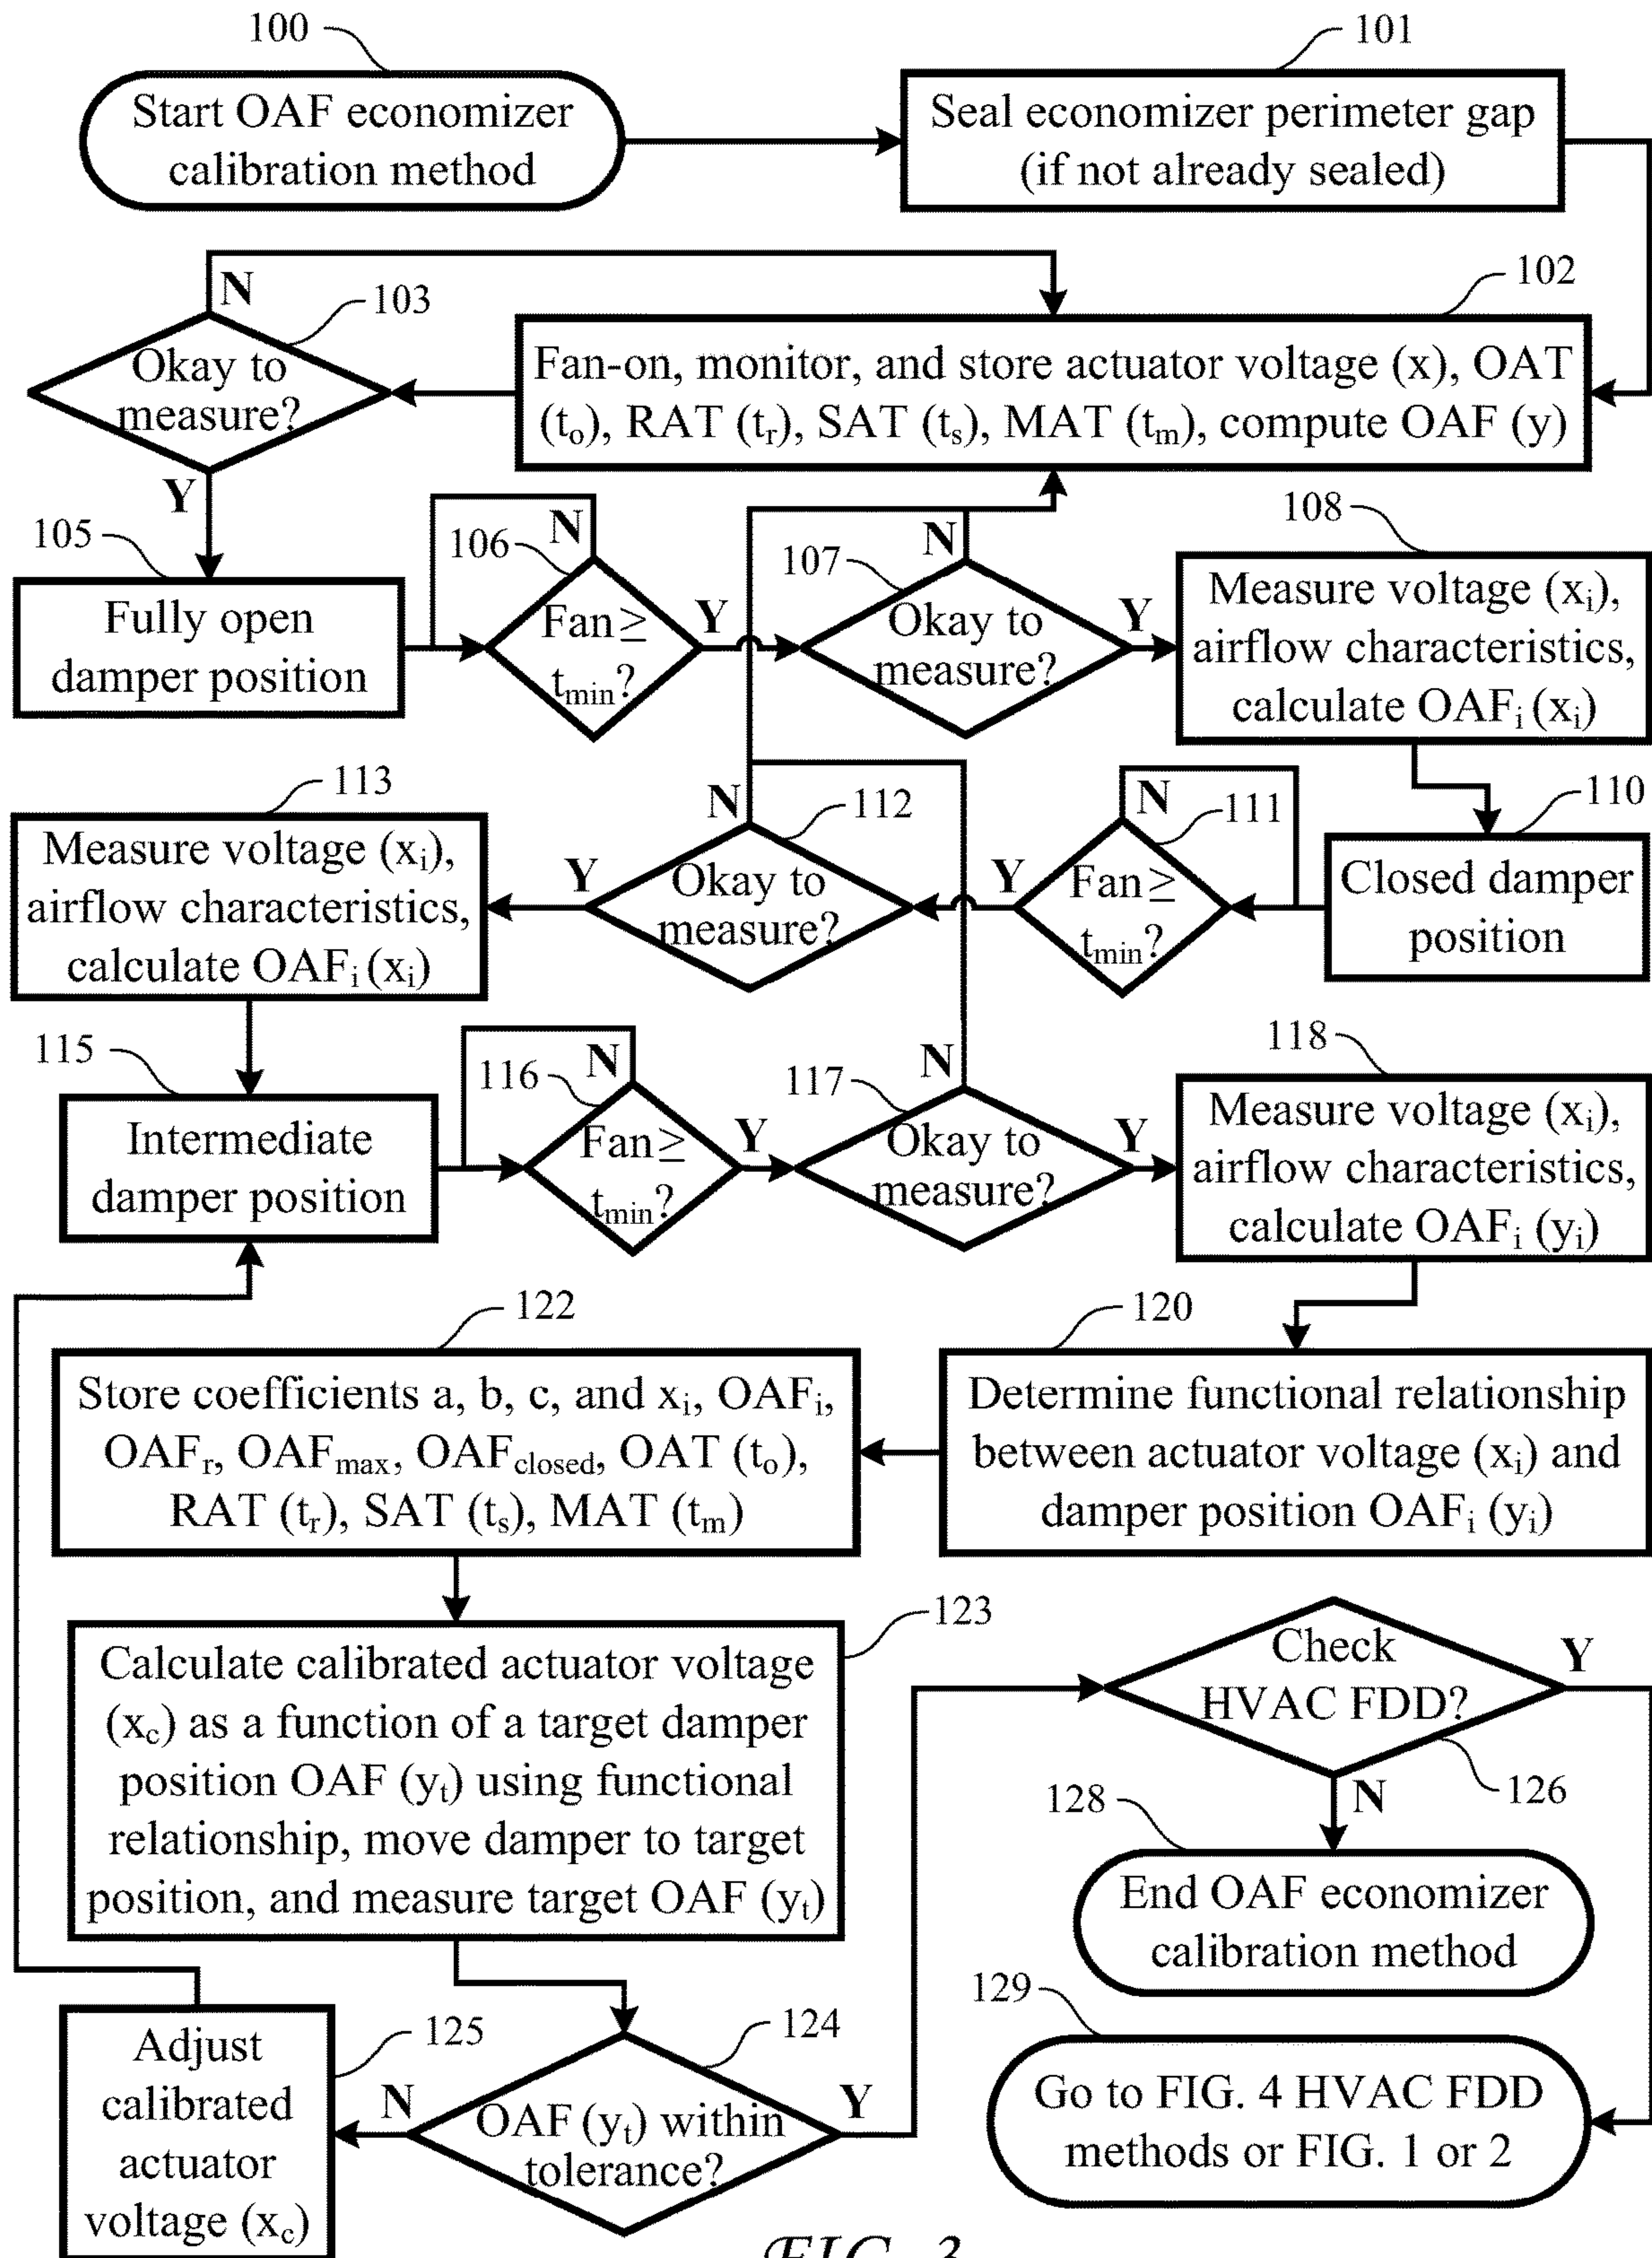 100
Start OAF economizer
calibration method
101
Seal economizer perimeter gap
(if not already sealed)
102
Fan-on, monitor, and store actuator voltage (x), OAT
(tₒ), RAT (tᵣ), SAT (tₛ), MAT (tₘ), compute OAF (y)
N
103
Okay to
measure?
Y
105
Fully open
damper position
106
N
Fan ≥
tmin?
Y
107
N
Okay to
measure?
Y
108
Measure voltage (xᵢ),
airflow characteristics,
calculate OAFᵢ (xᵢ)
110
Closed damper
position
111
N
Fan ≥
tmin?
Y
112
N
Okay to
measure?
Y
113
Measure voltage (xᵢ),
airflow characteristics,
calculate OAFᵢ (xᵢ)
115
Intermediate
damper position
116
N
Fan ≥
tmin?
Y
117
N
Okay to
measure?
Y
118
Measure voltage (xᵢ),
airflow characteristics,
calculate OAFᵢ (yᵢ)
120
Determine functional relationship
between actuator voltage (xᵢ) and
damper position OAFᵢ (yᵢ)
122
Store coefficients a, b, c, and xᵢ, OAFᵢ,
OAFᵣ, OAFmax, OAFclosed, OAT (tₒ),
RAT (tᵣ), SAT (tₛ), MAT (tₘ)
123
Calculate calibrated actuator voltage
(xc) as a function of a target damper
position OAF (yₜ) using functional
relationship, move damper to target
position, and measure target OAF (yₜ)
124
OAF (yₜ) within
tolerance?
N
Y
125
Adjust
calibrated
actuator
voltage (xc)
Check
HVAC FDD?
Y
126
N
128
End OAF economizer
calibration method
129
Go to FIG. 4 HVAC FDD
methods or FIG. 1 or 2
FIG. 3